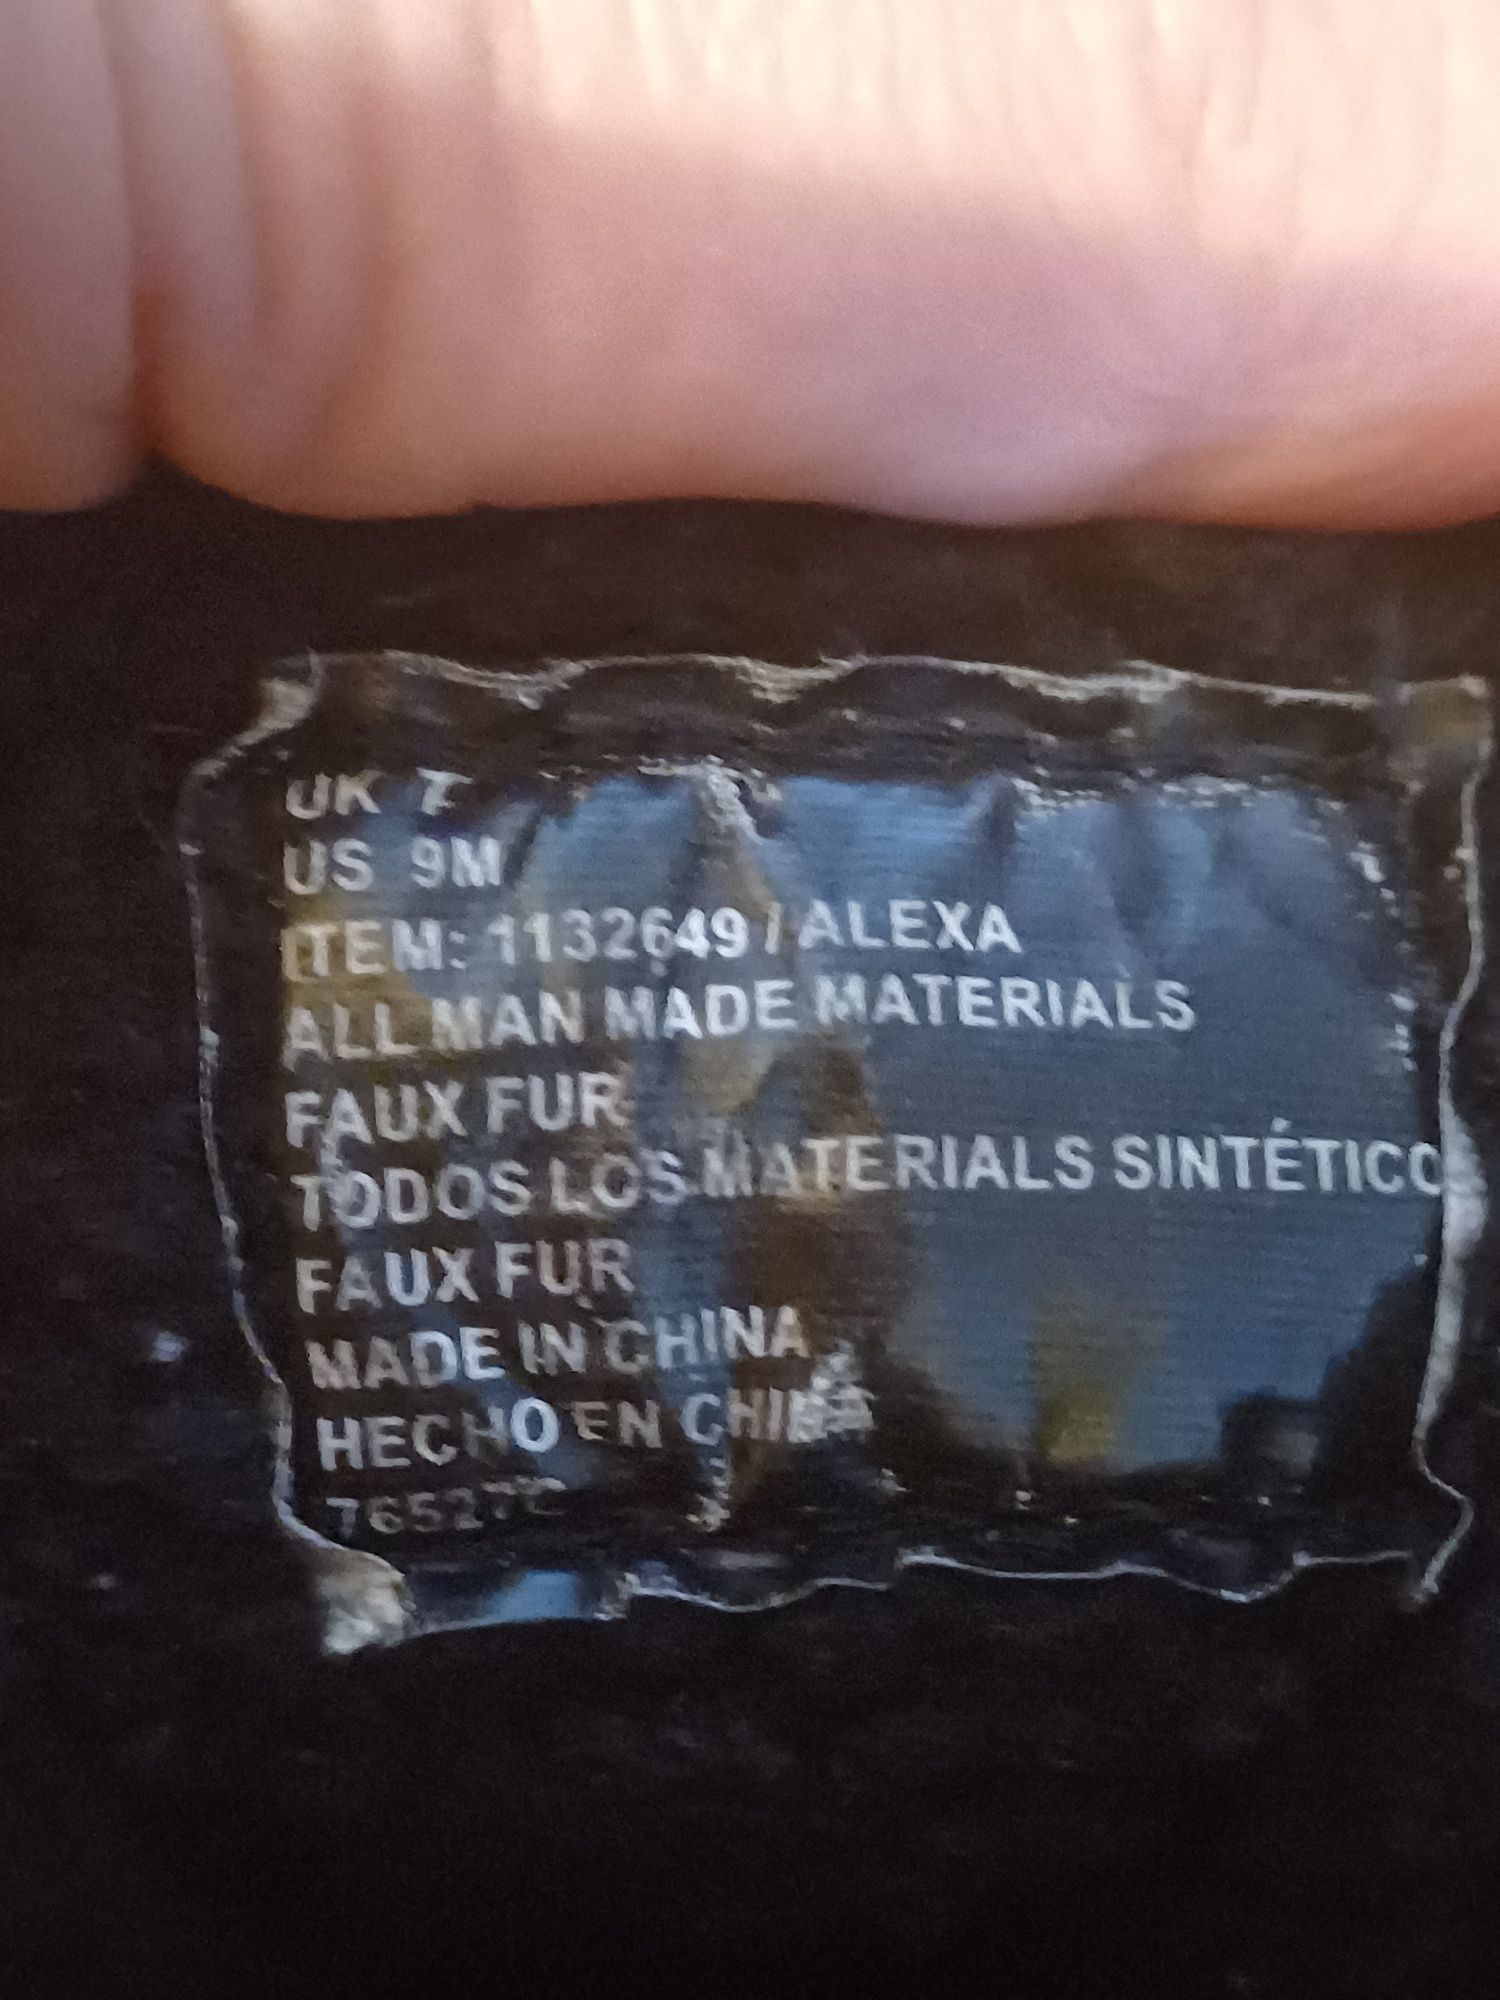 UK 7
US 9M
ITEM: 1132649 / ALEXA
ALL MAN MADE MATERIALS
FAUX FUR
TODOS LOS MATERIALS SINTÉTICO
FAUX FUR
MADE IN CHINA
HECHO EN CHINA